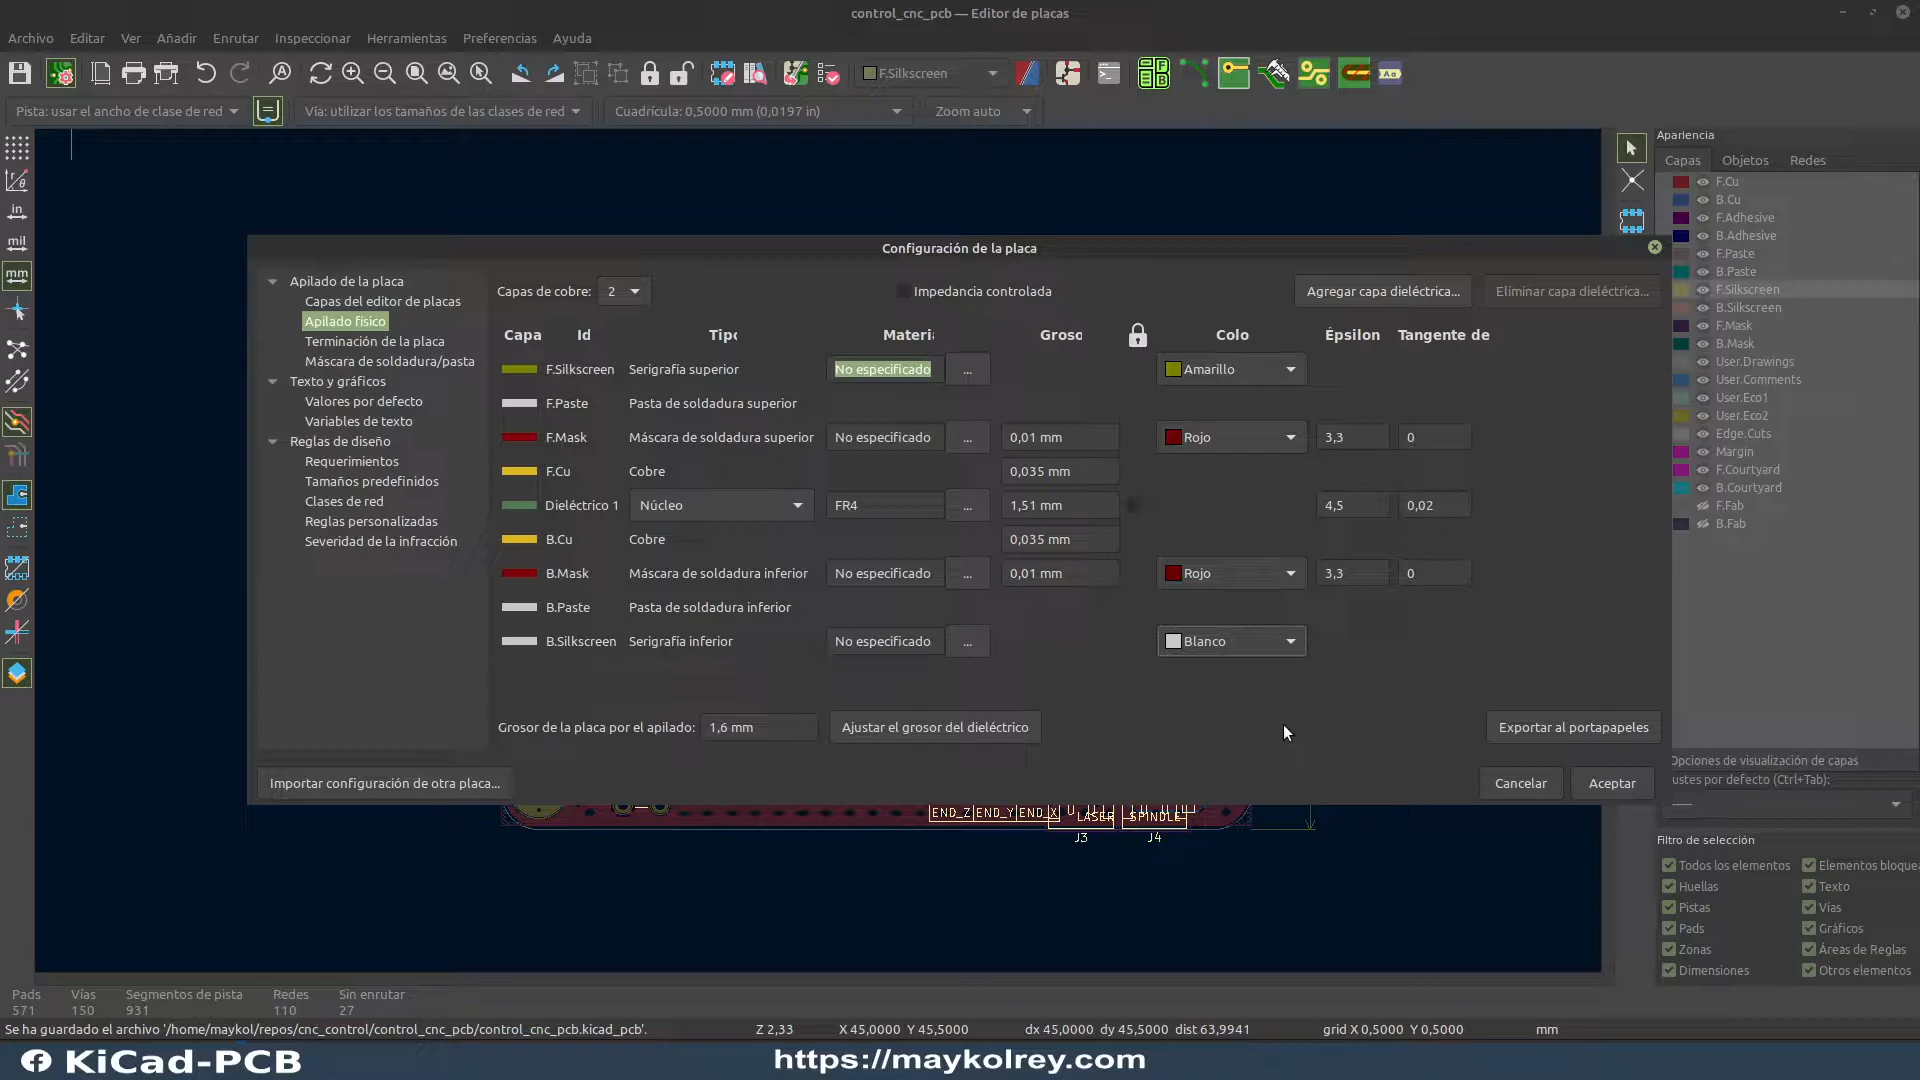 control_cnc_pcb — Editor de placas
Archivo Editar Ver Añadir Enrutar Inspeccionar Herramientas Preferencias Ayuda
F.Silkscreen
Pista: usar el ancho de clase de red
Vía: utilizar los tamaños de las clases de red
Cuadrícula: 0,5000 mm (0,0197 in)
Zoom auto
in
mil
mm
Apariencia
Capas Objetos Redes
F.Cu
B.Cu
F.Adhesive
B.Adhesive
F.Paste
B.Paste
F.Silkscreen
B.Silkscreen
F.Mask
B.Mask
User.Drawings
User.Comments
User.Eco1
User.Eco2
Edge.Cuts
Margin
F.Courtyard
B.Courtyard
F.Fab
B.Fab
Configuración de la placa
Apilado de la placa
Capas del editor de placas
Apilado físico
Terminación de la placa
Máscara de soldadura/pasta
Texto y gráficos
Valores por defecto
Variables de texto
Reglas de diseño
Requerimientos
Tamaños predefinidos
Clases de red
Reglas personalizadas
Severidad de la infracción
Capas de cobre: 2
Impedancia controlada
Agregar capa dieléctrica...
Eliminar capa dieléctrica...
Capa Id Tipo Materi Groso Colo Épsilon Tangente de
F.Silkscreen Serigrafía superior No especificado ... Amarillo
F.Paste Pasta de soldadura superior
F.Mask Máscara de soldadura superior No especificado ... 0,01 mm Rojo 3,3 0
F.Cu Cobre 0,035 mm
Dieléctrico 1 Núcleo FR4 ... 1,51 mm 4,5 0,02
B.Cu Cobre 0,035 mm
B.Mask Máscara de soldadura inferior No especificado ... 0,01 mm Rojo 3,3 0
B.Paste Pasta de soldadura inferior
B.Silkscreen Serigrafía inferior No especificado ... Blanco
Grosor de la placa por el apilado: 1,6 mm
Ajustar el grosor del dieléctrico
Exportar al portapapeles
Importar configuración de otra placa...
Cancelar
Aceptar
END_Z END_Y END_X LASER SPINDLE
J3 J4
Opciones de visualización de capas
ustes por defecto (Ctrl+Tab):
Filtro de selección
Todos los elementos Elementos bloquea
Huellas Texto
Pistas Vías
Pads Gráficos
Zonas Áreas de Reglas
Dimensiones Otros elementos
Pads Vías Segmentos de pista Redes Sin enrutar
571 150 931 110 27
Se ha guardado el archivo '/home/maykol/repos/cnc_control/control_cnc_pcb/control_cnc_pcb.kicad_pcb'. Z 2,33 X 45,0000 Y 45,5000 dx 45,0000 dy 45,5000 dist 63,9941 grid X 0,5000 Y 0,5000 mm
KiCad-PCB
https://maykolrey.com